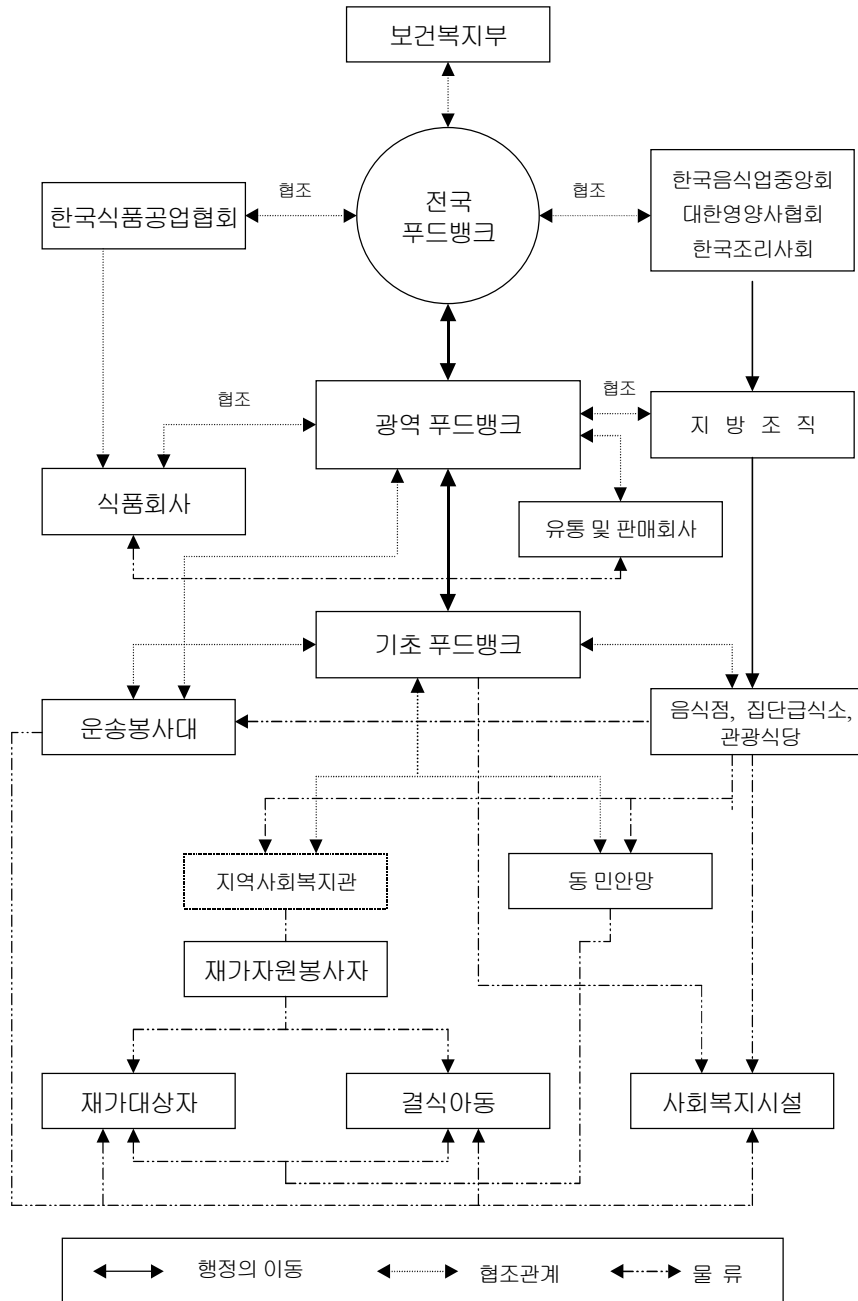 보건복지부
협조
협조
한국식품공업협회
전국
푸드뱅크
한국음식업중앙회
대한영양사협회
한국조리사회
협조
협조
광역 푸드뱅크
지 방 조 직
식품회사
유통 및 판매회사
기초 푸드뱅크
운송봉사대
음식점, 집단급식소,
관광식당
지역사회복지관
동 민안망
재가자원봉사자
재가대상자
결식아동
사회복지시설
행정의 이동
협조관계
물 류